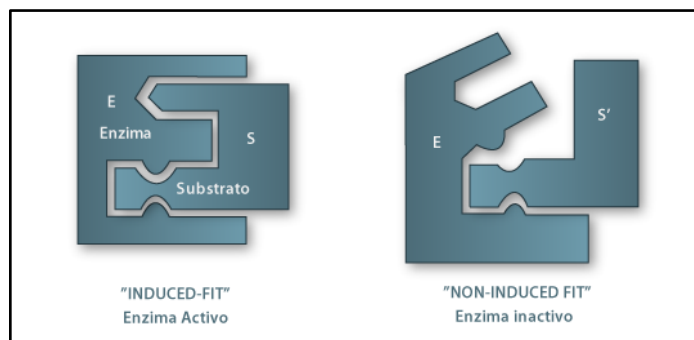 E
Enzima
S
Substrato
"INDUCED-FIT"
Enzima Activo
E
S'
"NON-INDUCED FIT"
Enzima inactivo